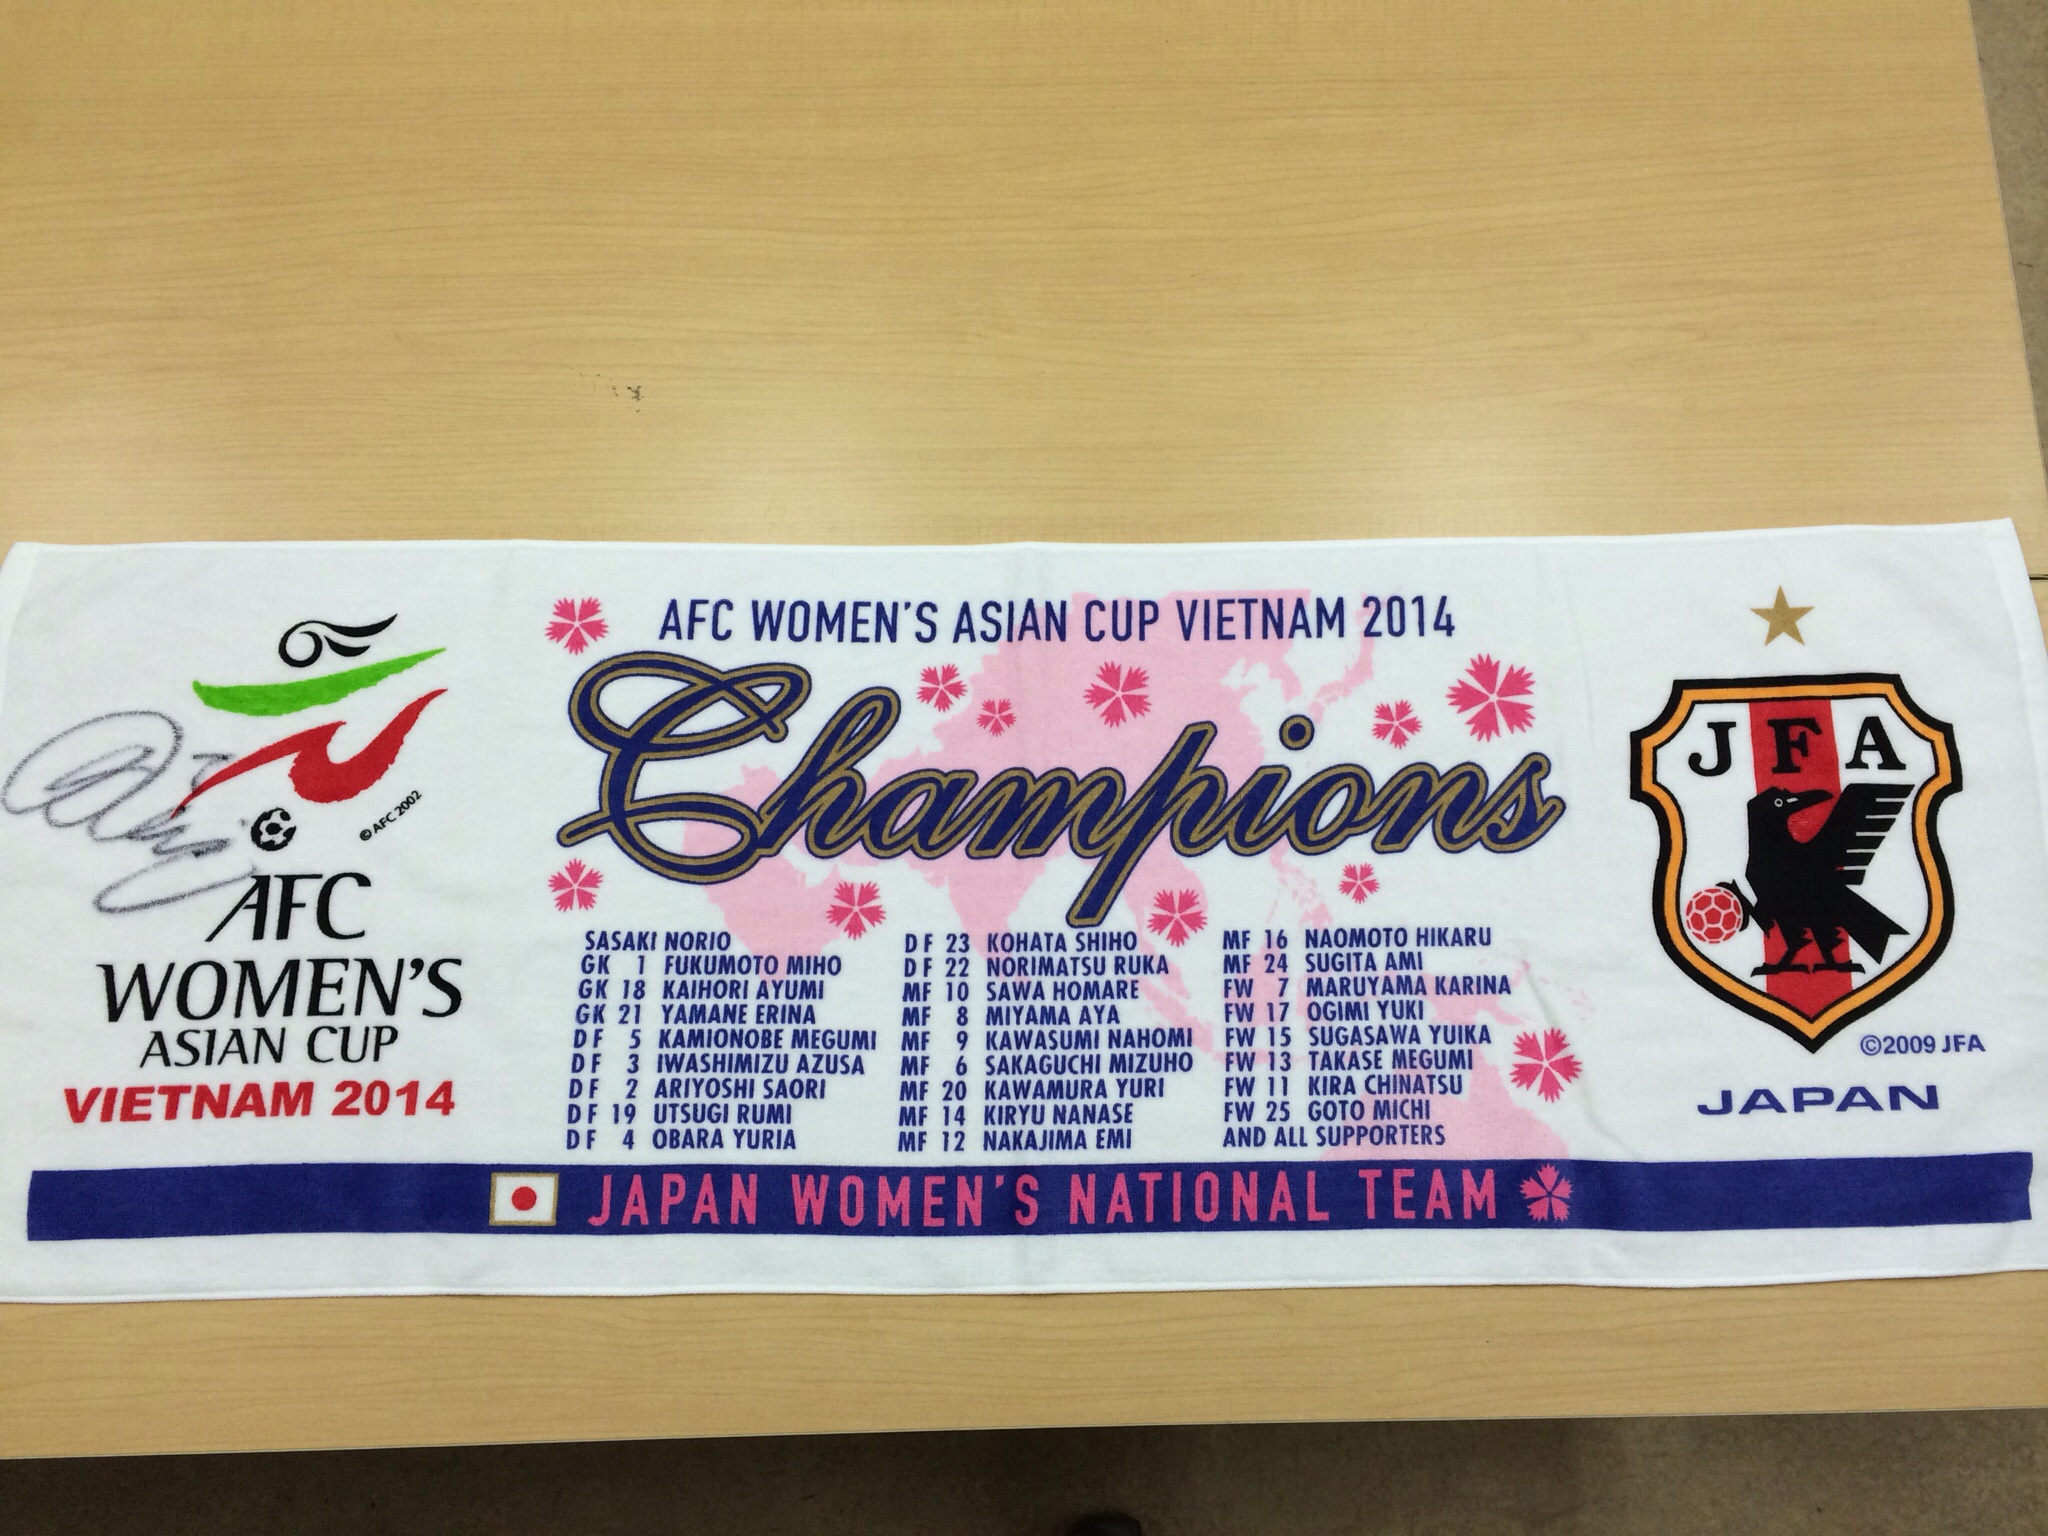 © AFC 2002
AFC
WOMEN'S
ASIAN CUP
VIETNAM 2014
AFC WOMEN'S ASIAN CUP VIETNAM 2014
Champions
SASAKI NORIO
GK 1 FUKUMOTO MIHO
GK 18 KAIHORI AYUMI
GK 21 YAMANE ERINA
DF 5 KAMIONOBE MEGUMI
DF 3 IWASHIMIZU AZUSA
DF 2 ARIYOSHI SAORI
DF 19 UTSUGI RUMI
DF 4 OBARA YURIA
DF 23 KOHATA SHIHO
DF 22 NORIMATSU RUKA
MF 10 SAWA HOMARE
MF 8 MIYAMA AYA
MF 9 KAWASUMI NAHOMI
MF 6 SAKAGUCHI MIZUHO
MF 20 KAWAMURA YURI
MF 14 KIRYU NANASE
MF 12 NAKAJIMA EMI
MF 16 NAOMOTO HIKARU
MF 24 SUGITA AMI
FW 7 MARUYAMA KARINA
FW 17 OGIMI YUKI
FW 15 SUGASAWA YUIKA
FW 13 TAKASE MEGUMI
FW 11 KIRA CHINATSU
FW 25 GOTO MICHI
AND ALL SUPPORTERS
JAPAN WOMEN'S NATIONAL TEAM
JFA
©2009 JFA
JAPAN